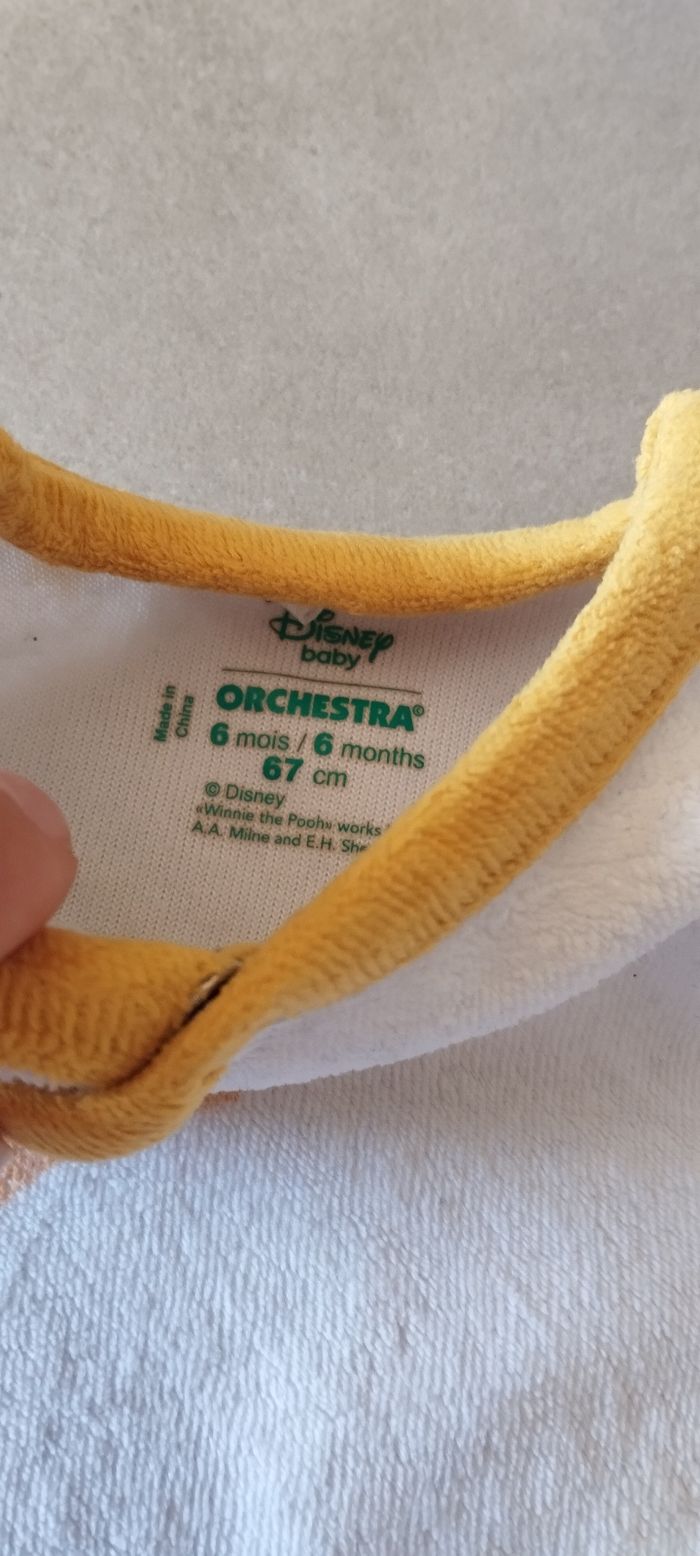 Disney
baby
ORCHESTRA®
6 mois / 6 months
67 cm
© Disney
«Winnie the Pooh» works
A.A. Milne and E.H.
Made in
China